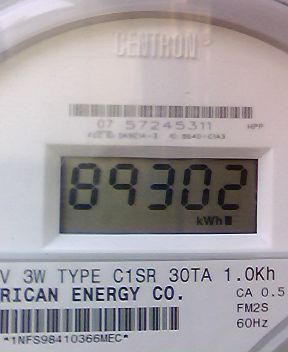 CENTRON
07 57245311
HPP
89302
kWh
V 3W TYPE C1SR 30TA 1.0Kh
RICAN ENERGY CO.
CA 0.5
FM2S
60Hz
*1NFS98410366MEC*